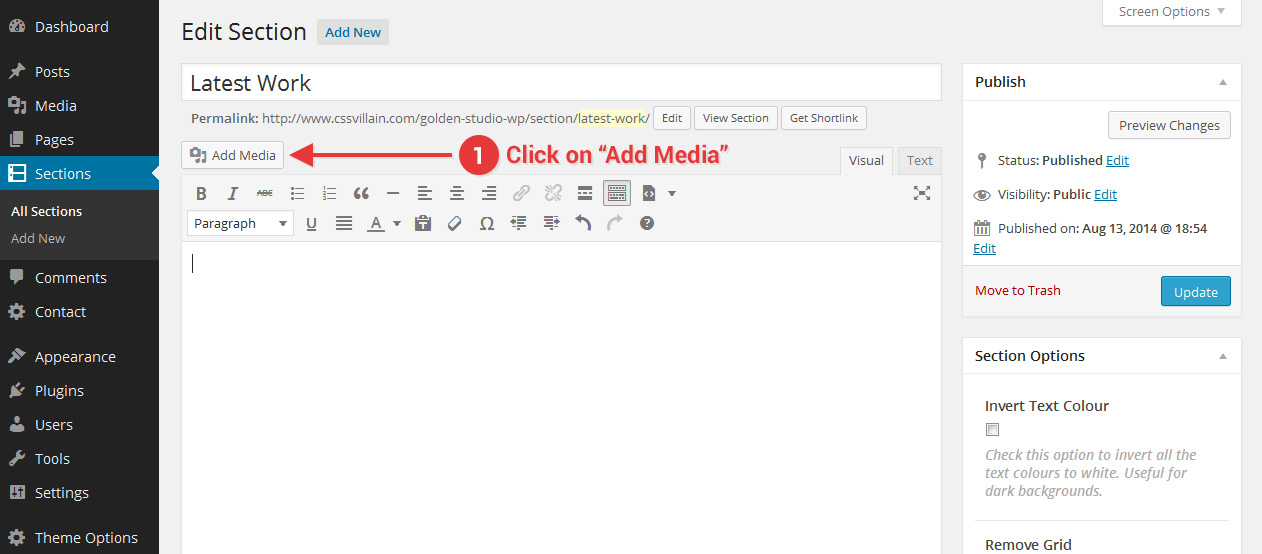 Dashboard
Posts
Media
Pages
Sections
All Sections
Add New
Comments
Contact
Appearance
Plugins
Users
Tools
Settings
Theme Options
Screen Options
Edit Section Add New
Latest Work
Permalink: http://www.cssvillain.com/golden-studio-wp/section/latest-work/ Edit View Section Get Shortlink
Add Media 1 Click on “Add Media” Visual Text
B I ABC
Paragraph U A Ω ?
Publish
Preview Changes
Status: Published Edit
Visibility: Public Edit
Published on: Aug 13, 2014 @ 18:54
Edit
Move to Trash Update
Section Options
Invert Text Colour
Check this option to invert all the
text colours to white. Useful for
dark backgrounds.
Remove Grid